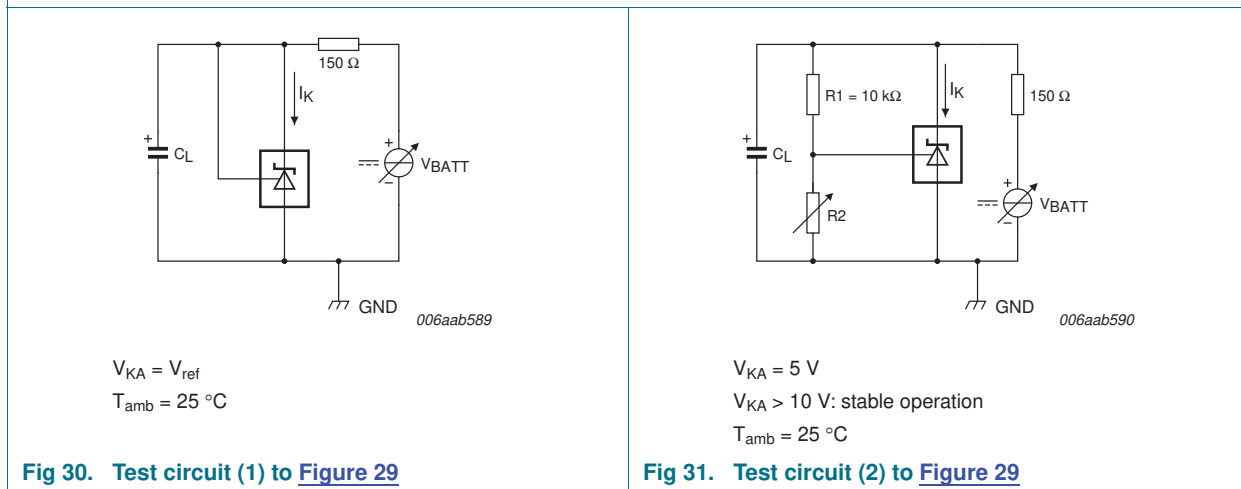 150 Ω
I_K
+
C_L
+
V_BATT
−
GND
006aab589
V_KA = V_ref
T_amb = 25 °C
Fig 30. Test circuit (1) to Figure 29
R1 = 10 kΩ
I_K
150 Ω
+
C_L
R2
+
V_BATT
−
GND
006aab590
V_KA = 5 V
V_KA > 10 V: stable operation
T_amb = 25 °C
Fig 31. Test circuit (2) to Figure 29